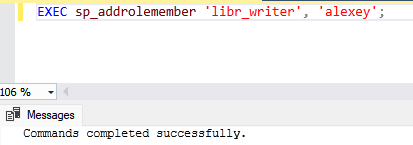 EXEC sp_addrolemember 'libr_writer', 'alexey';
106 %
Messages
Commands completed successfully.